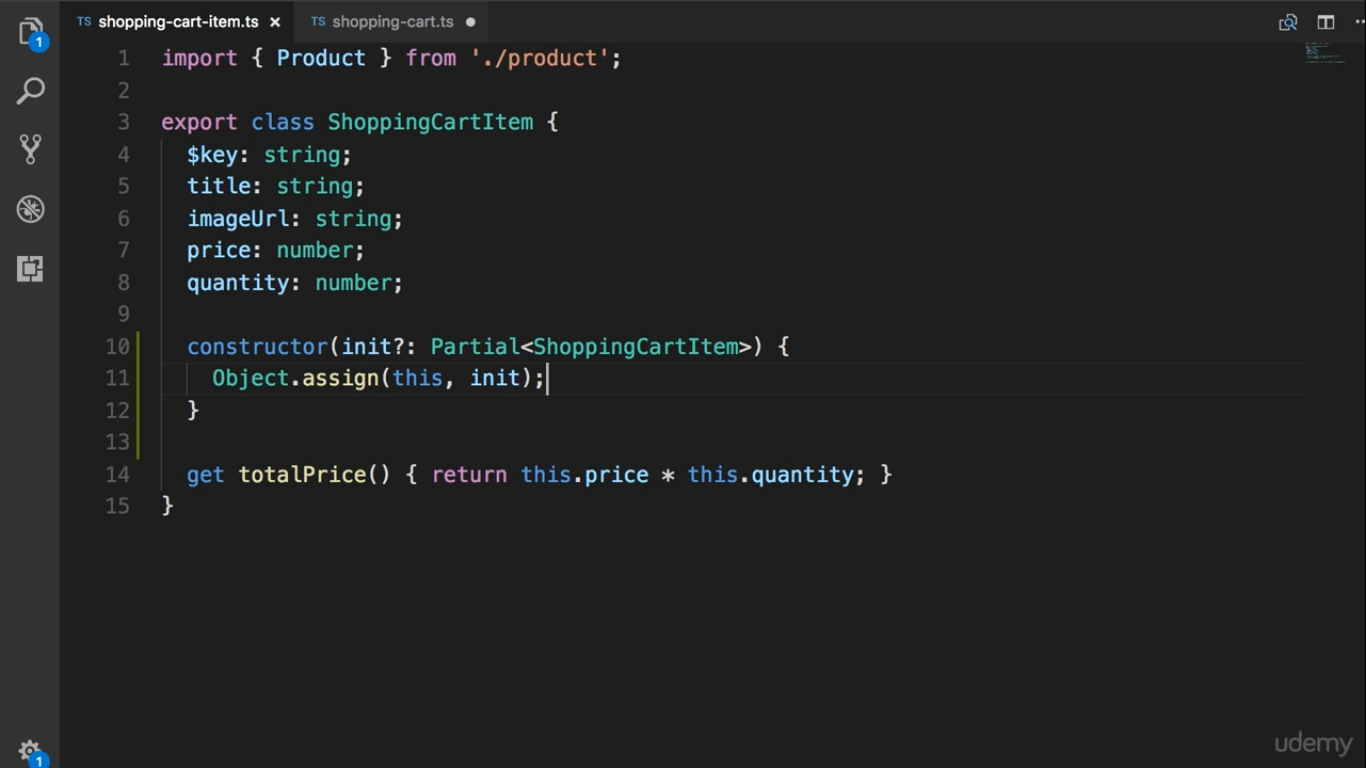 TS shopping-cart-item.ts × TS shopping-cart.ts ●
1 import { Product } from './product';
2
3 export class ShoppingCartItem {
4 $key: string;
5 title: string;
6 imageUrl: string;
7 price: number;
8 quantity: number;
9
10 constructor(init?: Partial<ShoppingCartItem>) {
11 Object.assign(this, init);
12 }
13
14 get totalPrice() { return this.price * this.quantity; }
15 }
1
1
udemy